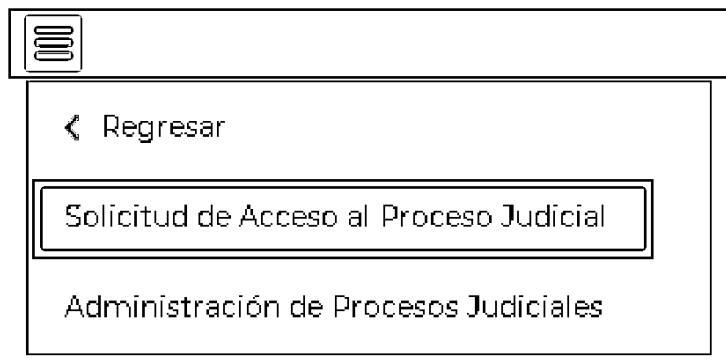 Regresar
Solicitud de Acceso al Proceso Judicial
Administración de Procesos Judiciales